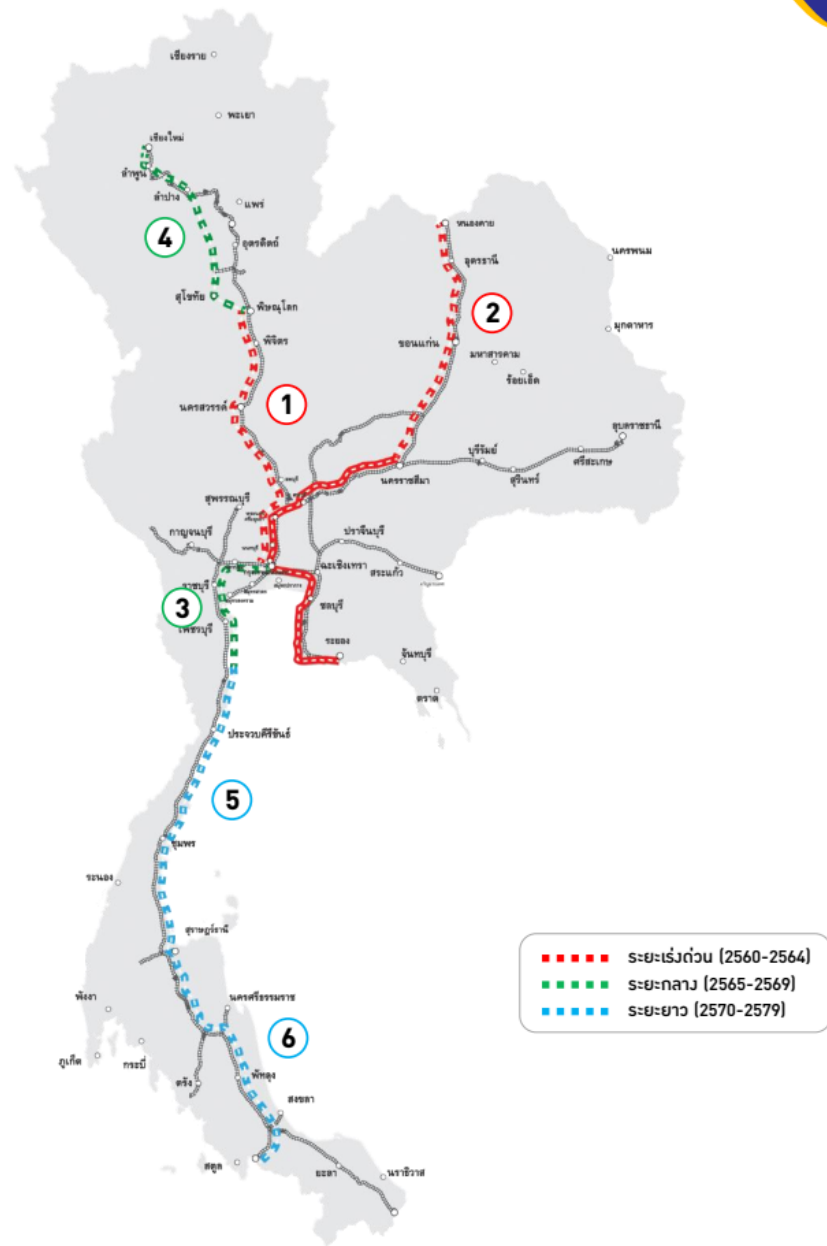 เชียงราย
พะเยา
เชียงใหม่
ลำพูน
ลำปาง
แพร่
4
อุตรดิตถ์
หนองคาย
อุดรธานี
นครพนม
สุโขทัย
พิษณุโลก
2
พิจิตร
ขอนแก่น
มุกดาหาร
มหาสารคาม
ร้อยเอ็ด
นครสวรรค์
1
อุบลราชธานี
บุรีรัมย์
ศรีสะเกษ
ลพบุรี
นครราชสีมา
สุรินทร์
สุพรรณบุรี
กาญจนบุรี
ปราจีนบุรี
ฉะเชิงเทรา
สระแก้ว
ราชบุรี
3
ชลบุรี
เพชรบุรี
ระยอง
จันทบุรี
ตราด
ประจวบคีรีขันธ์
5
ชุมพร
ระนอง
สุราษฎร์ธานี
นครศรีธรรมราช
พังงา
6
ภูเก็ต
กระบี่
ตรัง
พัทลุง
สงขลา
สตูล
ยะลา
นราธิวาส
ระยะเร่งด่วน (2560-2564)
ระยะกลาง (2565-2569)
ระยะยาว (2570-2579)